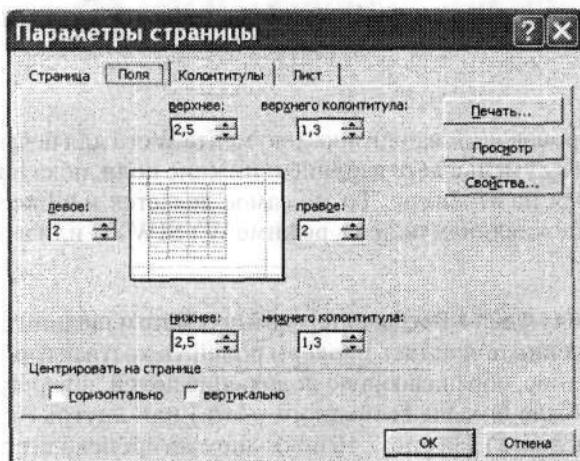 Параметры страницы
Страница Поля Колонтитулы Лист
верхнее: верхнего колонтитула:
2,5 1,3
Печать...
Просмотр
Свойства...
левое: правое:
2 2
нижнее: нижнего колонтитула:
2,5 1,3
Центрировать на странице
горизонтально вертикально
ОК Отмена